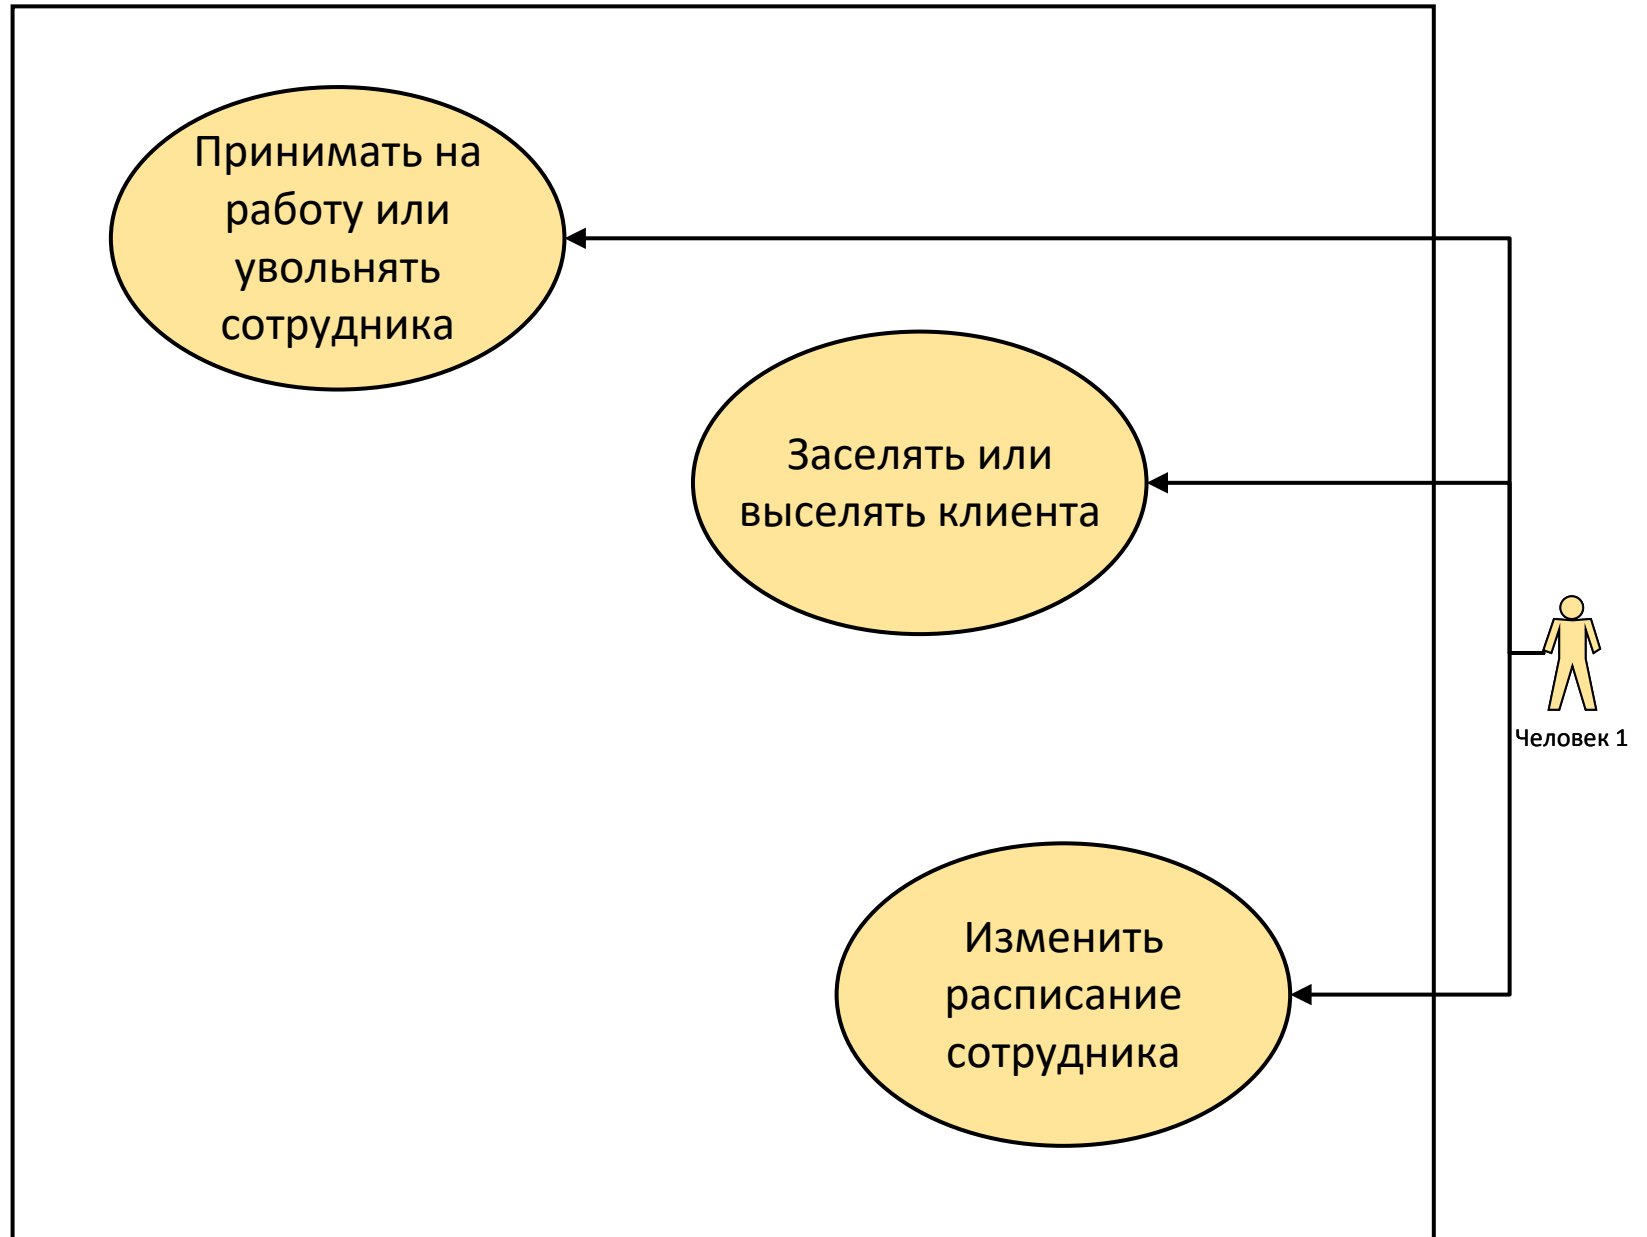 Принимать на
работу или
увольнять
сотрудника
Заселять или
выселять клиента
Человек 1
Изменить
расписание
сотрудника